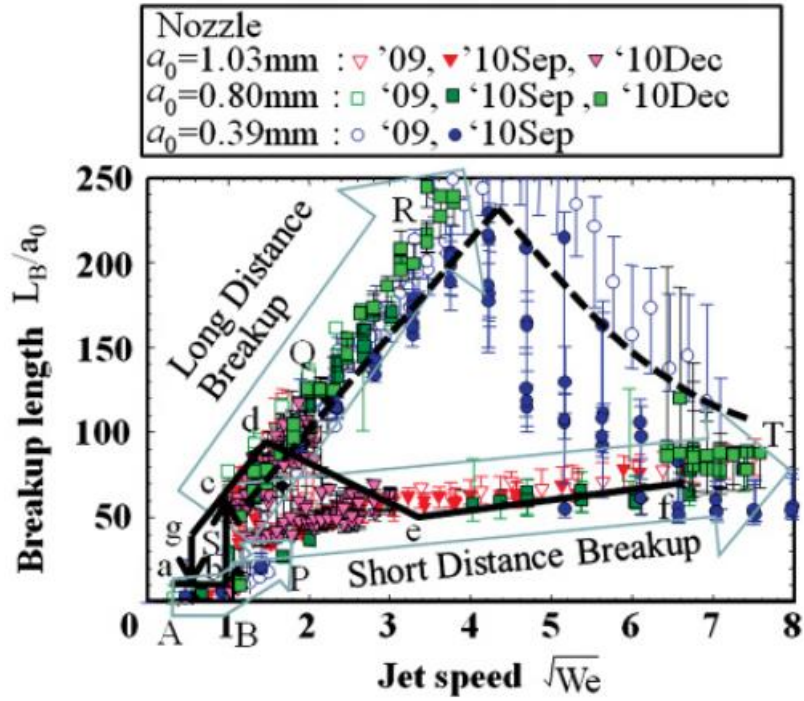 Nozzle
a₀=1.03mm : ▽ '09, ▼'10Sep, ▼ '10Dec
a₀=0.80mm : □ '09, ■ '10Sep , ■ '10Dec
a₀=0.39mm : ○ '09, ● '10Sep
Breakup length L_B/a₀
250
200
150
100
50
0
Long Distance
Breakup
R
Q
d
c
g
S
a
b
A
B
P
e
f
T
Short Distance Breakup
1 2 3 4 5 6 7 8
Jet speed √We